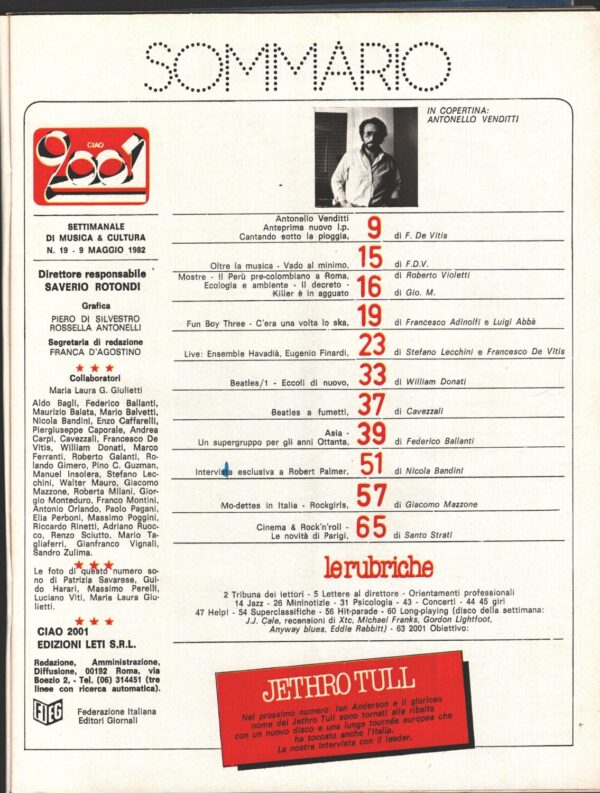 SOMMARIO
CIAO
2001
SETTIMANALE
DI MUSICA & CULTURA
N. 19 - 9 MAGGIO 1982
Direttore responsabile
SAVERIO ROTONDI
Grafica
PIERO DI SILVESTRO
ROSSELLA ANTONELLI
Segretaria di redazione
FRANCA D'AGOSTINO
Collaboratori
Maria Laura G. Giulietti
Aldo Bagli, Federico Ballanti,
Maurizio Baiata, Mario Balvetti,
Nicola Bandini, Enzo Caffarelli,
Piergiuseppe Caporale, Andrea
Carpi, Cavezzali, Francesco De
Vitis, William Donati, Marco
Ferranti, Roberto Galanti, Ro-
lando Gimero, Pino C. Guzman,
Manuel Insolera, Stefano Lec-
chini, Walter Mauro, Giacomo
Mazzone, Roberta Milani, Gior-
gio Monteduro, Franco Montini,
Antonio Orlando, Paolo Pagani,
Elia Perboni, Massimo Poggini,
Riccardo Rinetti, Adriano Ruoc-
co, Renzo Sciutto, Mario Ta-
gliaferri, Gianfranco Vignali,
Sandro Zulima.
Le foto di questo numero so-
no di Patrizia Savarese, Gui-
do Harari, Massimo Perelli,
Luciano Viti, Maria Laura Giu-
lietti.
CIAO 2001
EDIZIONI LETI S.R.L.
Redazione, Amministrazione,
Diffusione, 00192 Roma, via
Boezio 2, - Tel. (06) 314451 (tre
linee con ricerca automatica).
FIEG
Federazione Italiana
Editori Giornali
IN COPERTINA:
ANTONELLO VENDITTI
Antonello Venditti
Anteprima nuovo l.p.
Cantando sotto la pioggia, 9 di F. De Vitis
Oltre la musica - Vado al minimo, 15 di F.D.V.
Mostre - Il Perù pre-colombiano a Roma, di Roberto Violetti
Ecologia e ambiente - Il decreto - 16
Killer è in agguato di Gio. M.
Fun Boy Three - C'era una volta lo ska, 19 di Francesco Adinolfi e Luigi Abbà
Live: Ensemble Havadià, Eugenio Finardi, 23 di Stefano Lecchini e Francesco De Vitis
Beatles/1 - Eccoli di nuovo, 33 di William Donati
Beatles a fumetti, 37 di Cavezzali
Asia -
Un supergruppo per gli anni Ottanta, 39 di Federico Ballanti
Intervista esclusiva a Robert Palmer, 51 di Nicola Bandini
Mo-dettes in Italia - Rockgirls, 57 di Giacomo Mazzone
Cinema & Rock'n'roll -
Le novità di Parigi, 65 di Santo Strati
le rubriche
2 Tribuna dei lettori - 5 Lettere al direttore - Orientamenti professionali
14 Jazz - 26 Mininotizie - 31 Psicologia - 43 - Concerti - 44 45 giri
47 Help! - 54 Superclassifiche - 56 Hit-parade - 60 Long-playing (disco della settimana:
J.J. Cale, recensioni di Xtc, Michael Franks, Gordon Lightfoot,
Anyway blues, Eddie Rabbitt) - 63 2001 Obiettivo:
JETHRO TULL
Nel prossimo numero: Ian Anderson e il glorioso
nome dei Jethro Tull sono tornati alla ribalta
con un nuovo disco e una lunga tournée europea che
ha toccato anche l'Italia.
La nostra intervista con il leader.